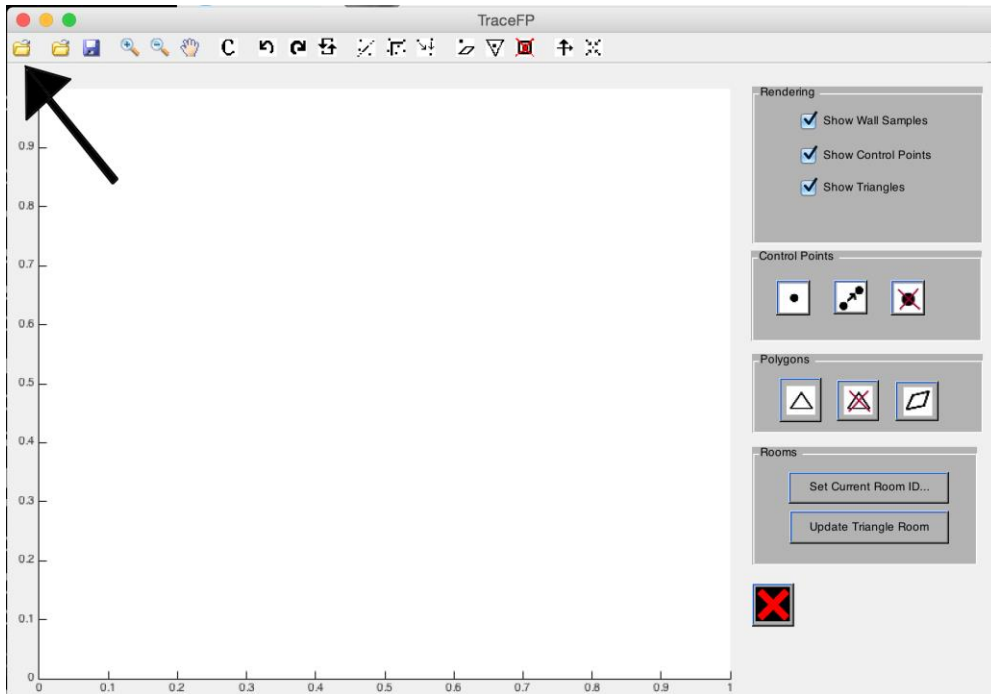 TraceFP
C
Rendering
Show Wall Samples
Show Control Points
Show Triangles
Control Points
Polygons
Rooms
Set Current Room ID...
Update Triangle Room
0.9
0.8
0.7
0.6
0.5
0.4
0.3
0.2
0.1
0
0 0.1 0.2 0.3 0.4 0.5 0.6 0.7 0.8 0.9 1